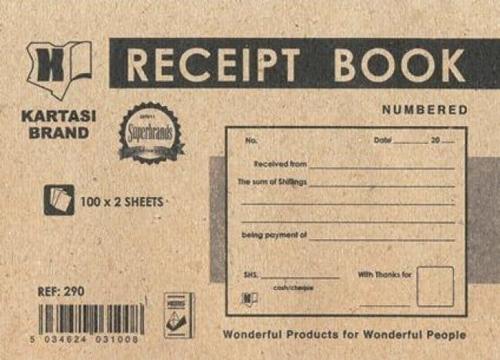 RECEIPT BOOK
KARTASI
BRAND
NUMBERED
Superbrands
No. Date 20
Received from
The sum of Shillings
100 x 2 SHEETS
being payment of
SHS. With Thanks for
cash/cheque
REF: 290
5 034624 031008
Wonderful Products for Wonderful People